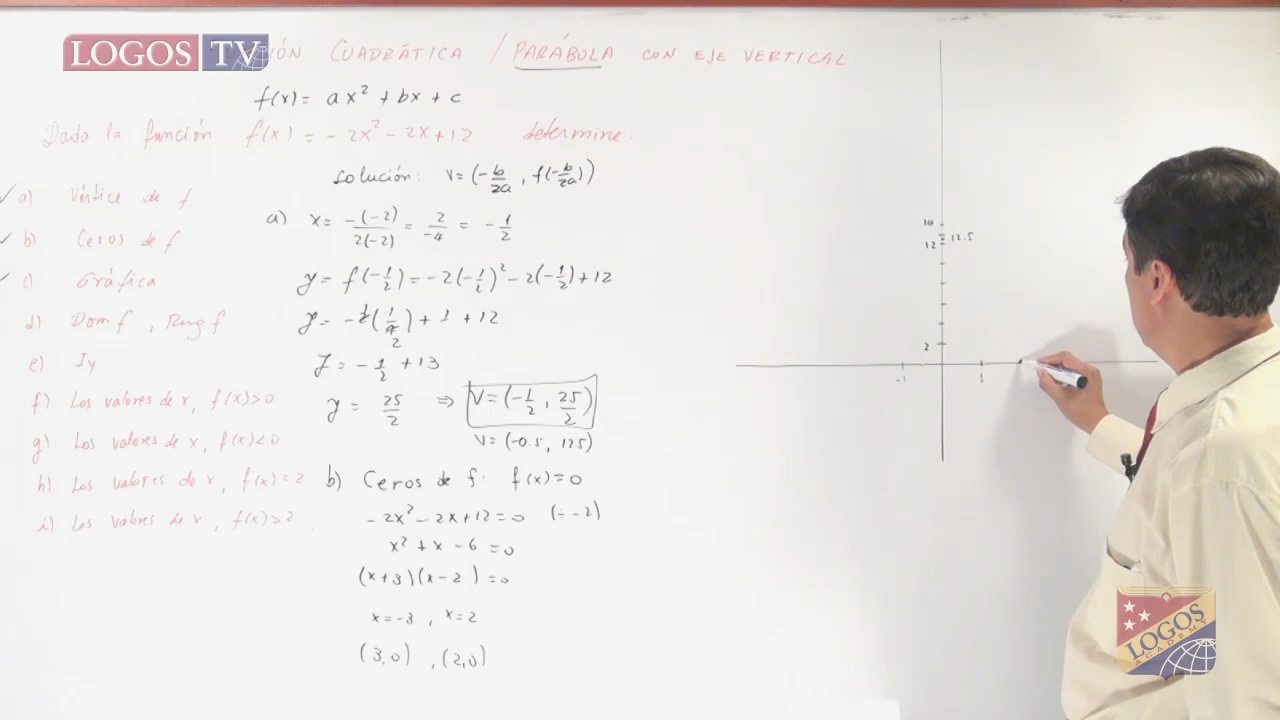 LOGOS TV
IÓN CUADRÁTICA / PARÁBULA CON EJE VERTICAL.
f(x) = ax² + bx + c
Dada la función f(x) = - 2x² - 2x + 12 determine:
solución: V = (-b/2a, f(-b/2a))
✓ a) Vértice de f
✓ b) Ceros de f
✓ c) Gráfica
d) Dom f, Rng f
e) Jy
f) Los valores de x, f(x) > 0
g) Los valores de x, f(x) < 0
h) Los valores de x, f(x) = 2
i) Los valores de x, f(x) > 2
a) x = -(-2)/2(-2) = 2/-4 = -1/2
y = f(-1/2) = -2(-1/2)² - 2(-1/2) + 12
y = -2(1/4) + 1 + 12
y = -1/2 + 13
y = 25/2 ⇒ V = (-1/2, 25/2)
V = (-0.5, 12.5)
b) Ceros de f: f(x) = 0
-2x² - 2x + 12 = 0 (÷ -2)
x² + x - 6 = 0
(x + 3)(x - 2) = 0
x = -3, x = 2
(3,0), (2,0)
10
12 12.5
2
-1 1
LOGOS
ACADEMY